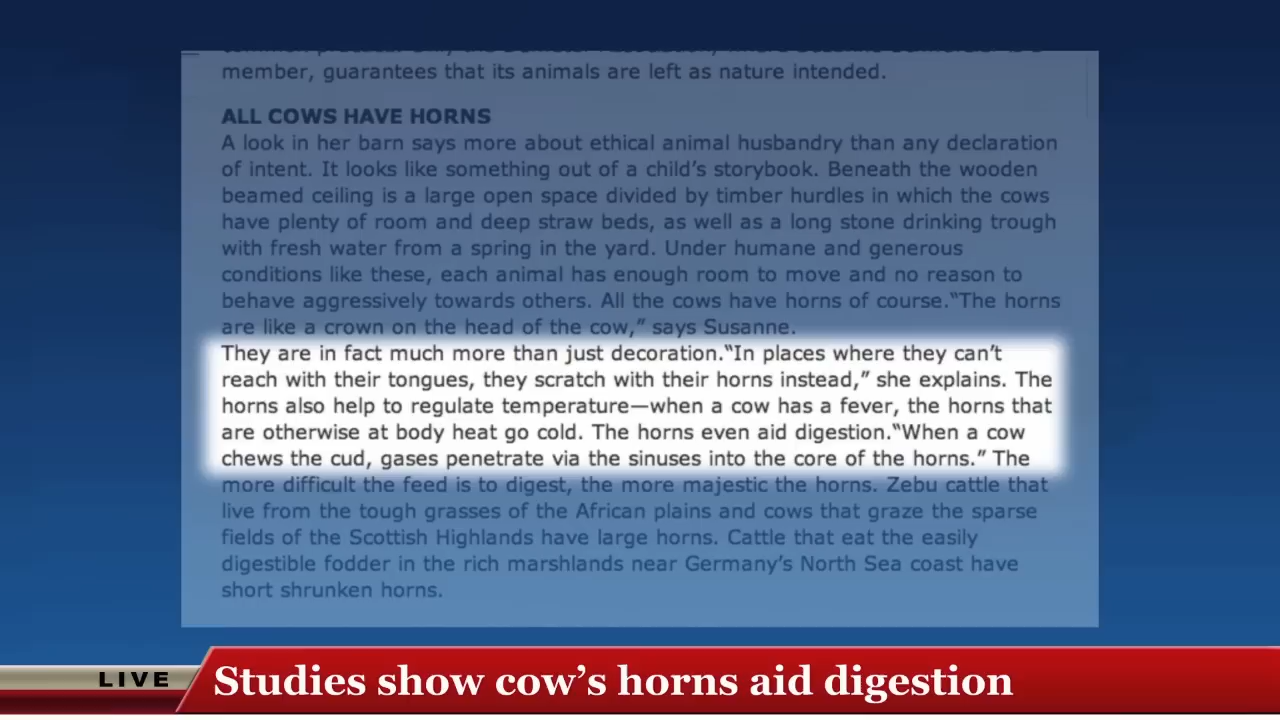 member, guarantees that its animals are left as nature intended.
ALL COWS HAVE HORNS
A look in her barn says more about ethical animal husbandry than any declaration
of intent. It looks like something out of a child’s storybook. Beneath the wooden
beamed ceiling is a large open space divided by timber hurdles in which the cows
have plenty of room and deep straw beds, as well as a long stone drinking trough
with fresh water from a spring in the yard. Under humane and generous
conditions like these, each animal has enough room to move and no reason to
behave aggressively towards others. All the cows have horns of course.“The horns
are like a crown on the head of the cow,” says Susanne.
They are in fact much more than just decoration.“In places where they can’t
reach with their tongues, they scratch with their horns instead,” she explains. The
horns also help to regulate temperature—when a cow has a fever, the horns that
are otherwise at body heat go cold. The horns even aid digestion.“When a cow
chews the cud, gases penetrate via the sinuses into the core of the horns.” The
more difficult the feed is to digest, the more majestic the horns. Zebu cattle that
live from the tough grasses of the African plains and cows that graze the sparse
fields of the Scottish Highlands have large horns. Cattle that eat the easily
digestible fodder in the rich marshlands near Germany’s North Sea coast have
short shrunken horns.
LIVE Studies show cow’s horns aid digestion